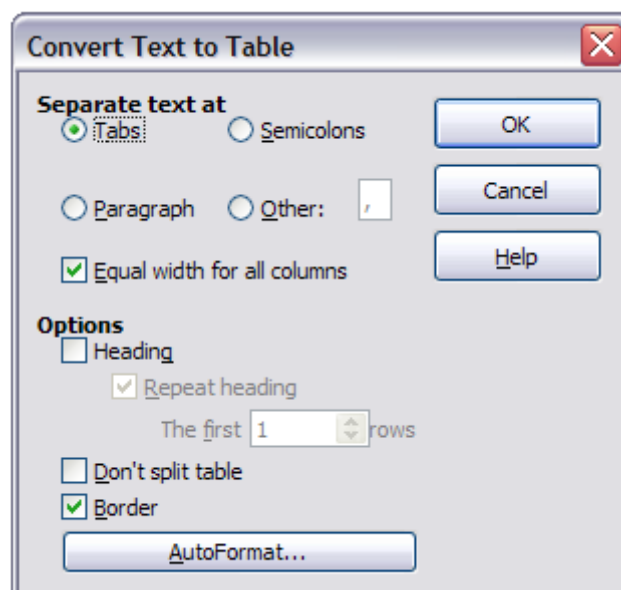 Convert Text to Table
Separate text at
Tabs
Semicolons
OK
Paragraph
Other:
,
Cancel
Equal width for all columns
Help
Options
Heading
Repeat heading
The first 1 rows
Don't split table
Border
AutoFormat...